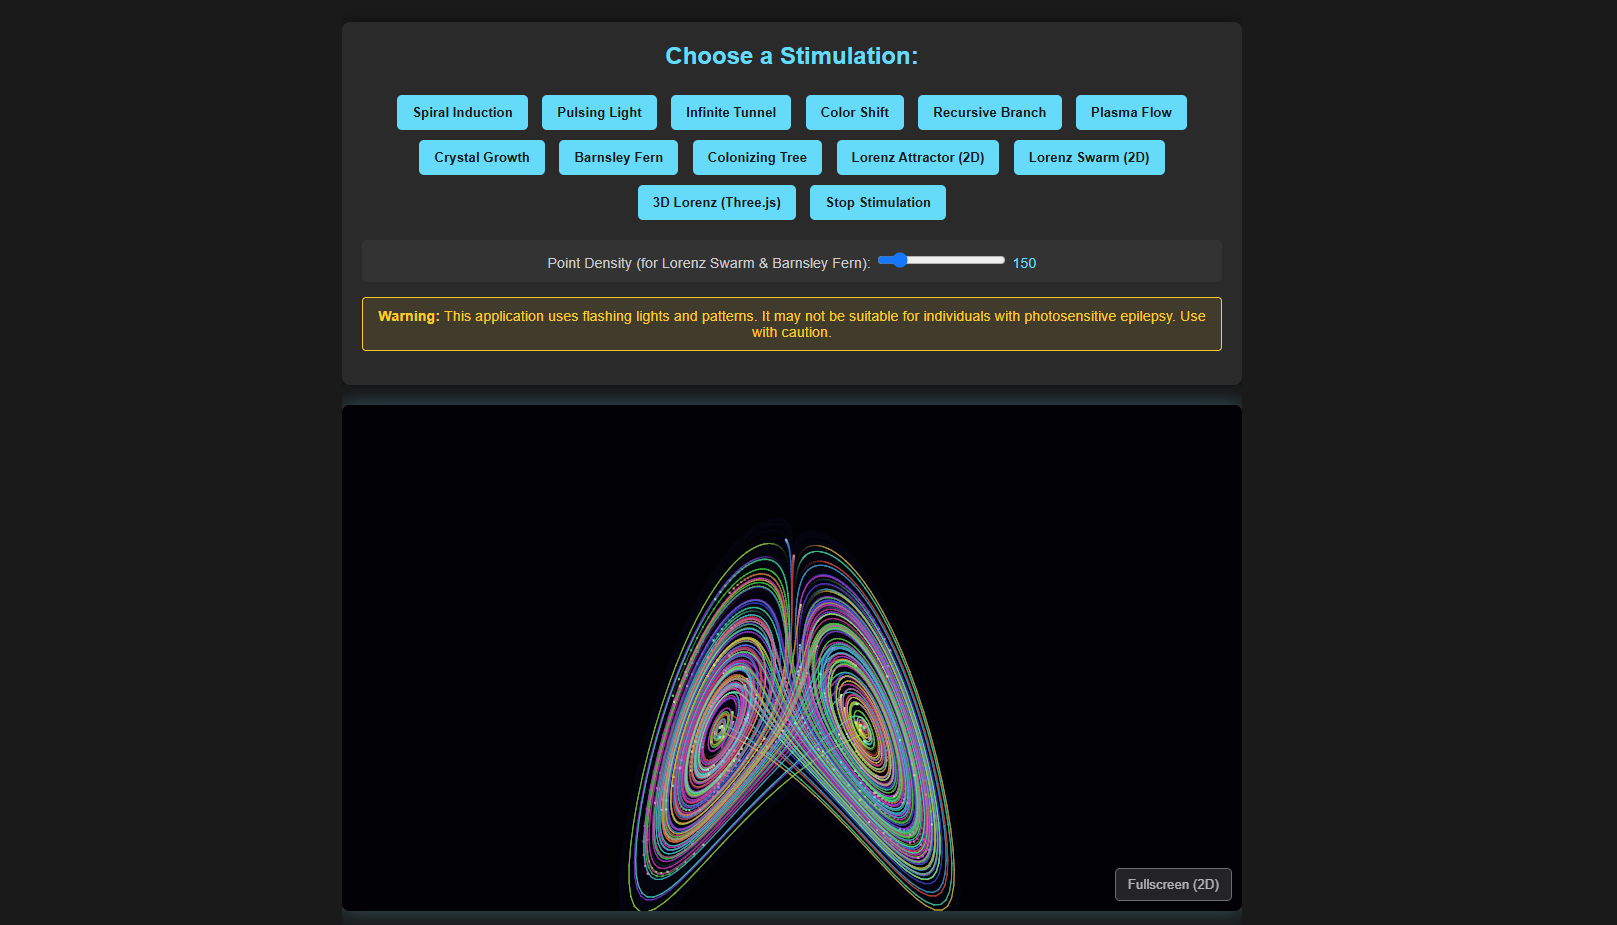 Choose a Stimulation:
Spiral Induction Pulsing Light Infinite Tunnel Color Shift Recursive Branch Plasma Flow
Crystal Growth Barnsley Fern Colonizing Tree Lorenz Attractor (2D) Lorenz Swarm (2D)
3D Lorenz (Three.js) Stop Stimulation
Point Density (for Lorenz Swarm & Barnsley Fern): 150
Warning: This application uses flashing lights and patterns. It may not be suitable for individuals with photosensitive epilepsy. Use
with caution.
Fullscreen (2D)